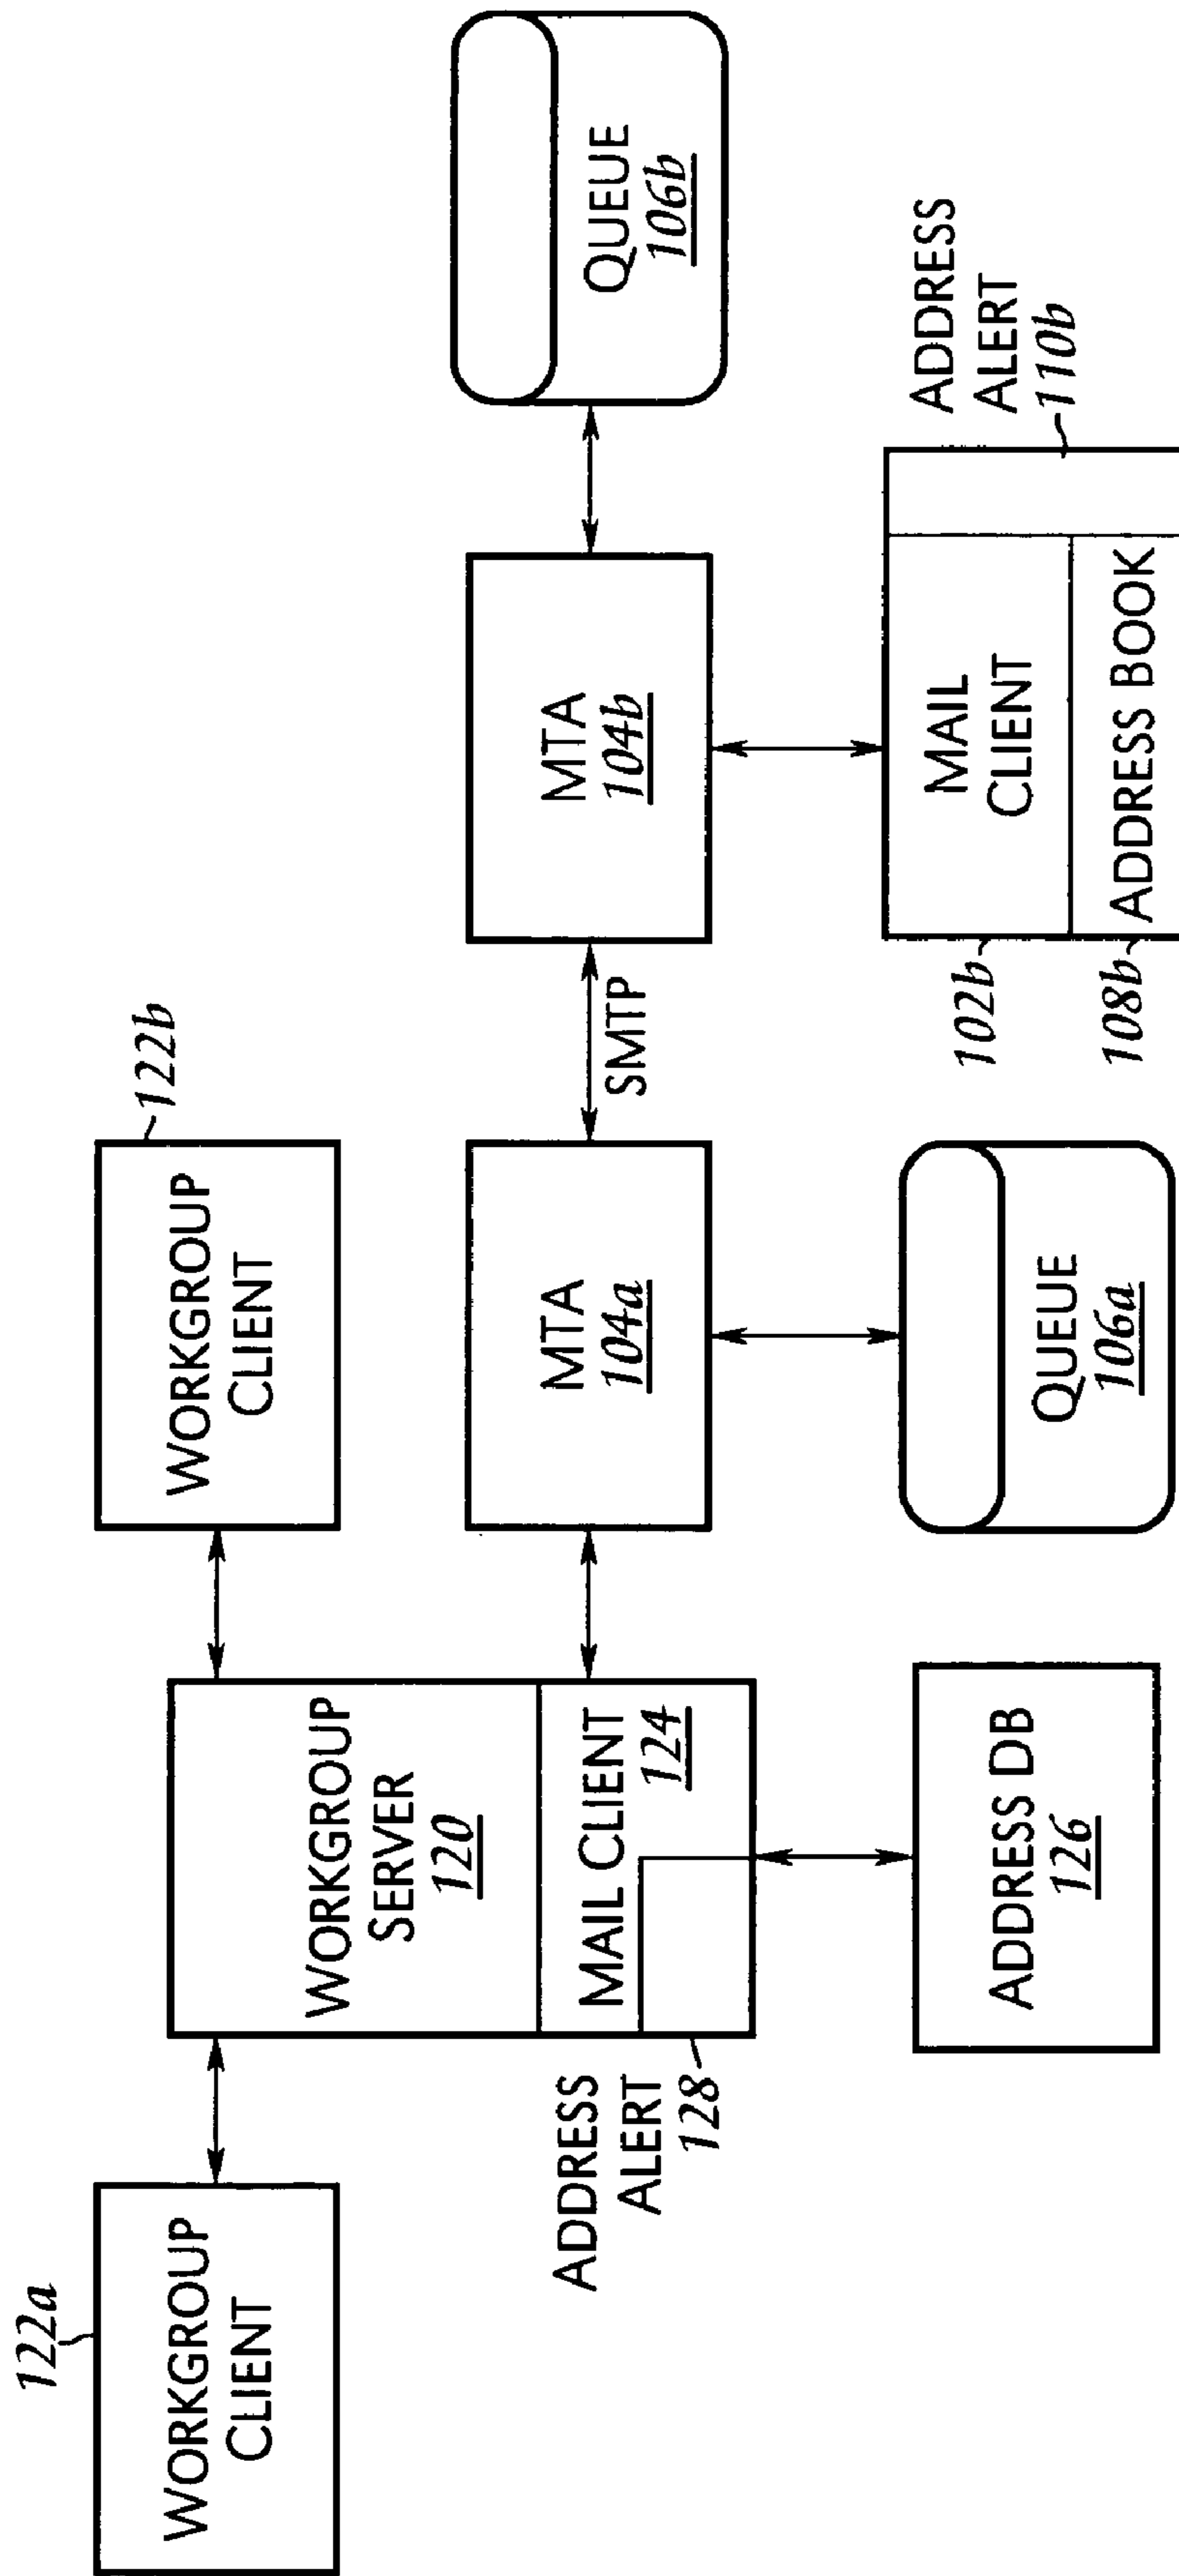 122a
WORKGROUP
CLIENT
WORKGROUP
SERVER
120
MAIL CLIENT
124
ADDRESS
ALERT
128
ADDRESS DB
126
WORKGROUP
CLIENT
122b
MTA
104a
QUEUE
106a
SMTP
MTA
104b
QUEUE
106b
MAIL
CLIENT
102b
ADDRESS BOOK
108b
ADDRESS
ALERT
110b